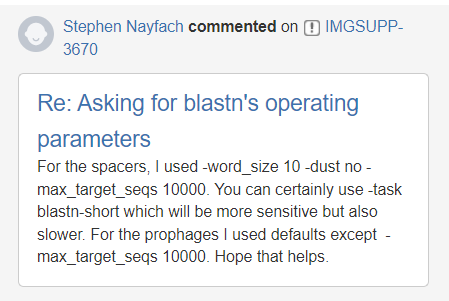 Stephen Nayfach commented on IMGSUPP-
3670
Re: Asking for blastn's operating
parameters
For the spacers, I used -word_size 10 -dust no -
max_target_seqs 10000. You can certainly use -task
blastn-short which will be more sensitive but also
slower. For the prophages I used defaults except -
max_target_seqs 10000. Hope that helps.